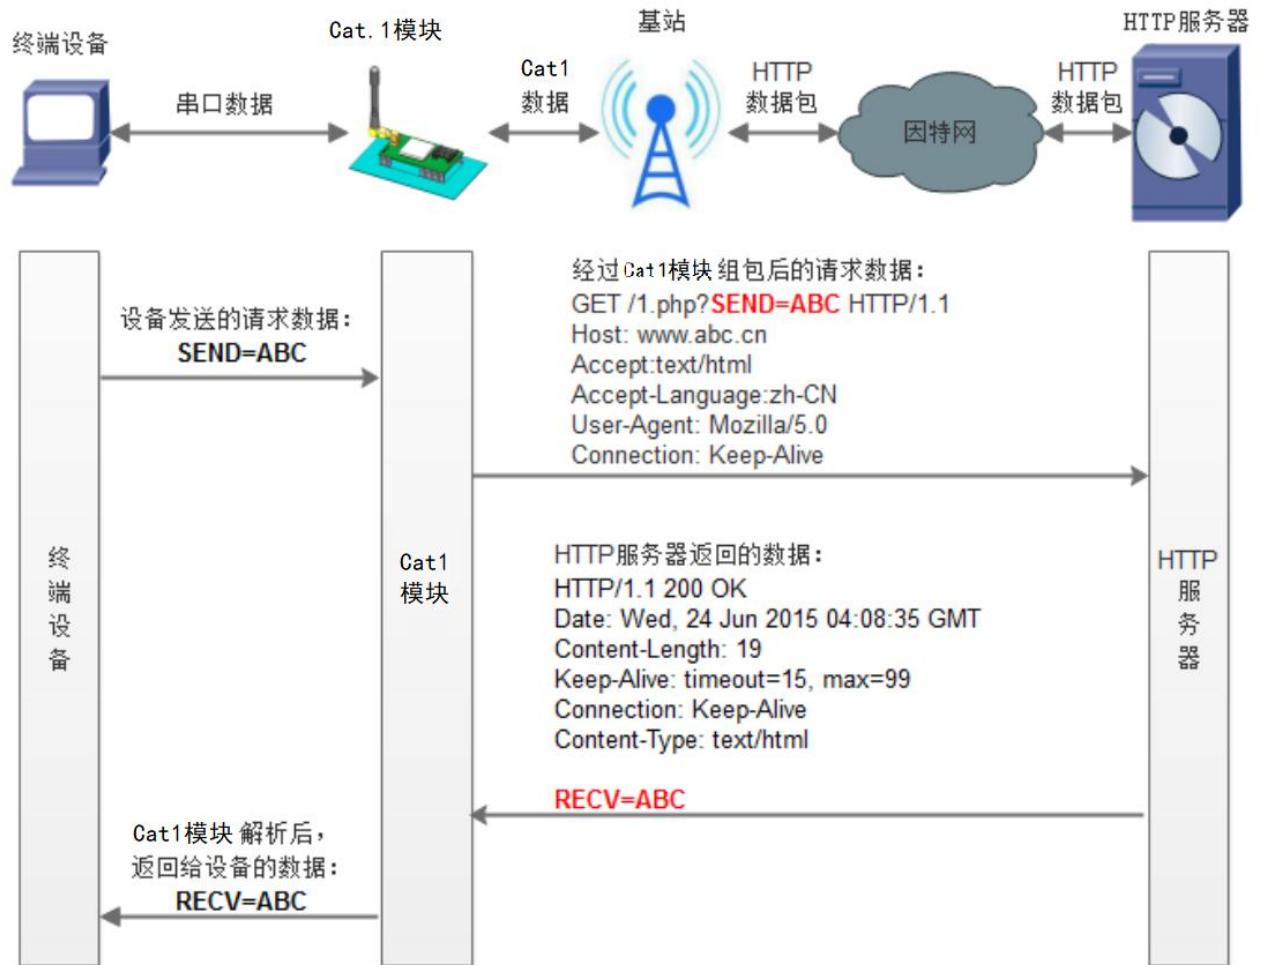 终端设备
Cat.1模块
基站
HTTP服务器
串口数据
Cat1
数据
HTTP
数据包
因特网
HTTP
数据包
设备发送的请求数据：
SEND=ABC
经过Cat1模块组包后的请求数据：
GET /1.php?SEND=ABC HTTP/1.1
Host: www.abc.cn
Accept:text/html
Accept-Language:zh-CN
User-Agent: Mozilla/5.0
Connection: Keep-Alive
终
端
设
备
Cat1
模块
HTTP
服
务
器
HTTP服务器返回的数据：
HTTP/1.1 200 OK
Date: Wed, 24 Jun 2015 04:08:35 GMT
Content-Length: 19
Keep-Alive: timeout=15, max=99
Connection: Keep-Alive
Content-Type: text/html
RECV=ABC
Cat1模块 解析后，
返回给设备的数据：
RECV=ABC